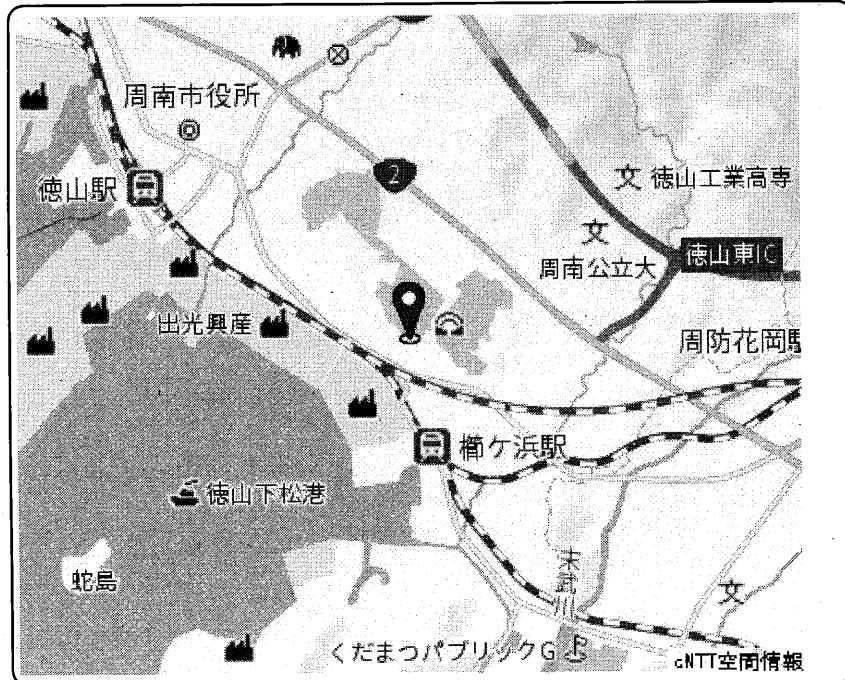 周南市役所
徳山駅
2
文 徳山工業高専
文
周南公立大
徳山東IC
出光興産
周防花岡駅
櫛ケ浜駅
徳山下松港
蛇島
末武川
文
くだまつパブリックG
©NTT空間情報